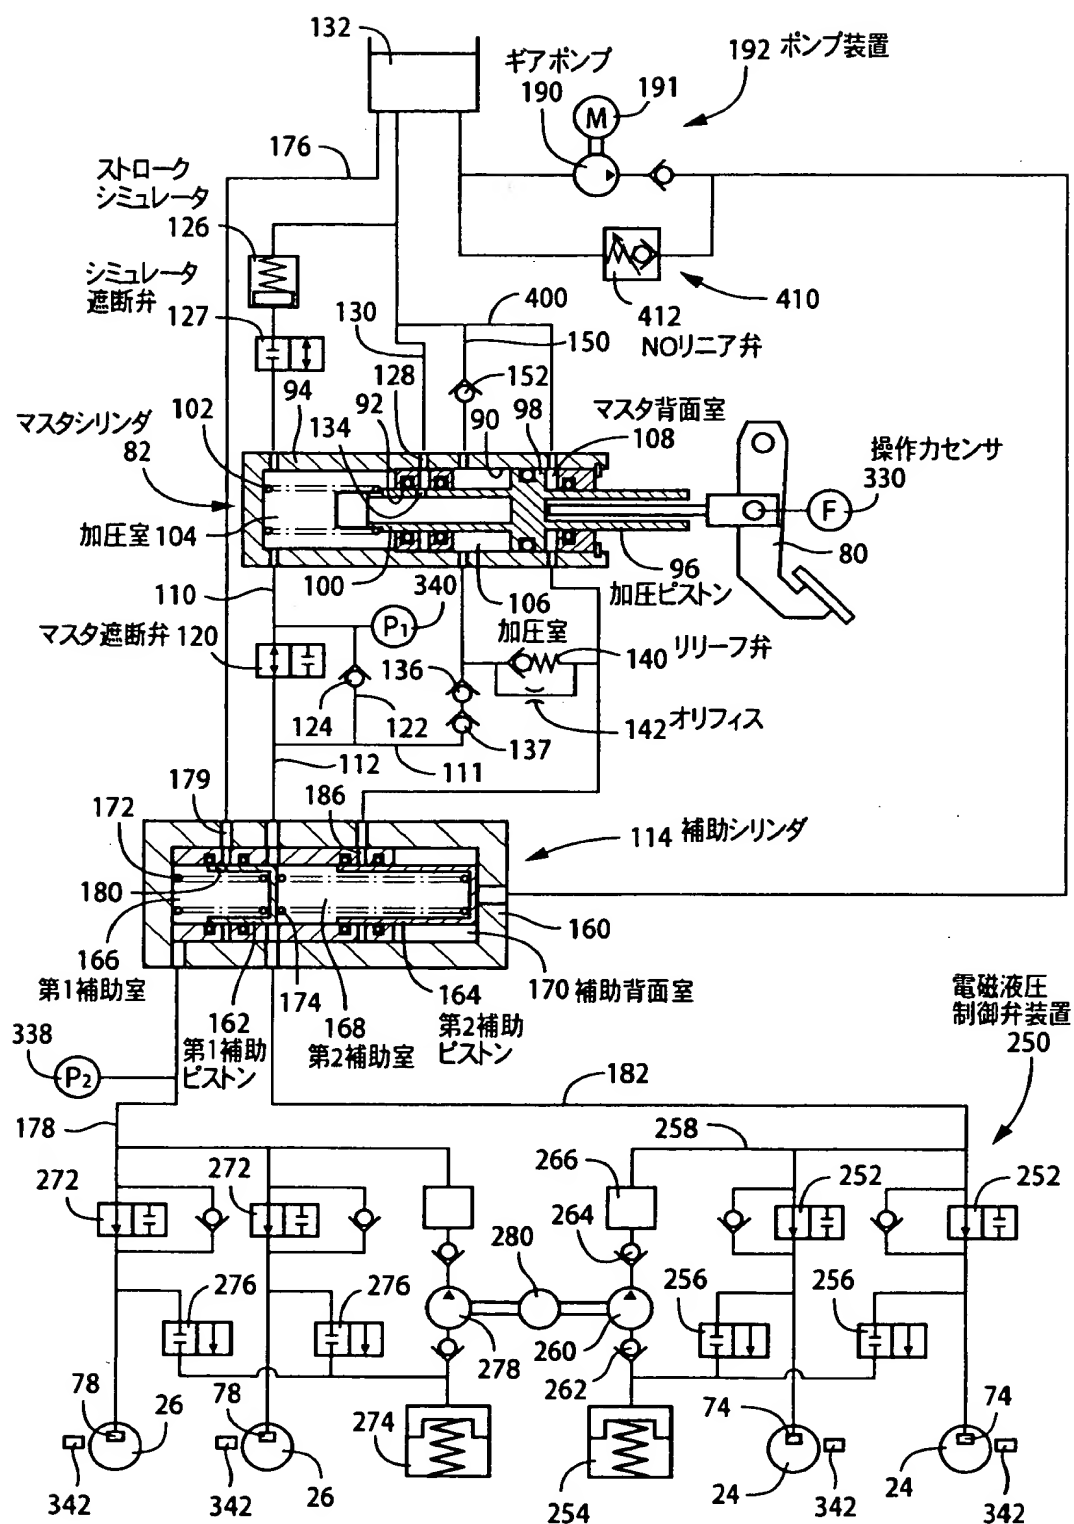 132
ギアポンプ
190
191
M
192 ポンプ装置
176
ストローク
シミュレータ
126
シミュレータ
遮断弁
127
400
412
NOリニア弁
410
130
150
128
152
94
102
マスタシリンダ
82
134
92
90
98
マスタ背面室
108
操作力センサ
330
F
加圧室 104
80
110
100
340
106
加圧室
96
加圧ピストン
P1
マスタ遮断弁 120
140 リリーフ弁
136
124
122
142 オリフィス
137
112
111
179
172
186
114 補助シリンダ
180
160
166
第1補助室
174
164
170 補助背面室
162
第1補助
ピストン
168
第2補助室
第2補助
ピストン
電磁液圧
制御弁装置
250
338
P2
182
178
258
272
272
266
252
252
264
280
276
276
256
256
278
260
262
78
26
78
274
74
74
342
342
26
254
24
342
24
342